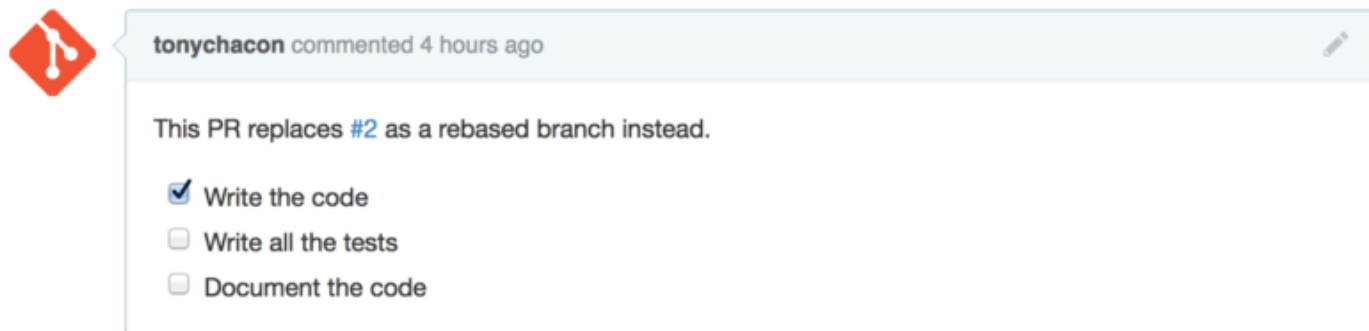 tonychacon commented 4 hours ago
This PR replaces #2 as a rebased branch instead.
Write the code
Write all the tests
Document the code